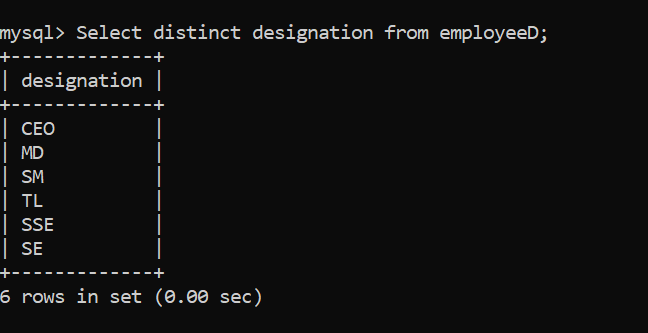 mysql> Select distinct designation from employeeD;
+-------------+
| designation |
+-------------+
| CEO         |
| MD          |
| SM          |
| TL          |
| SSE         |
| SE          |
+-------------+
6 rows in set (0.00 sec)